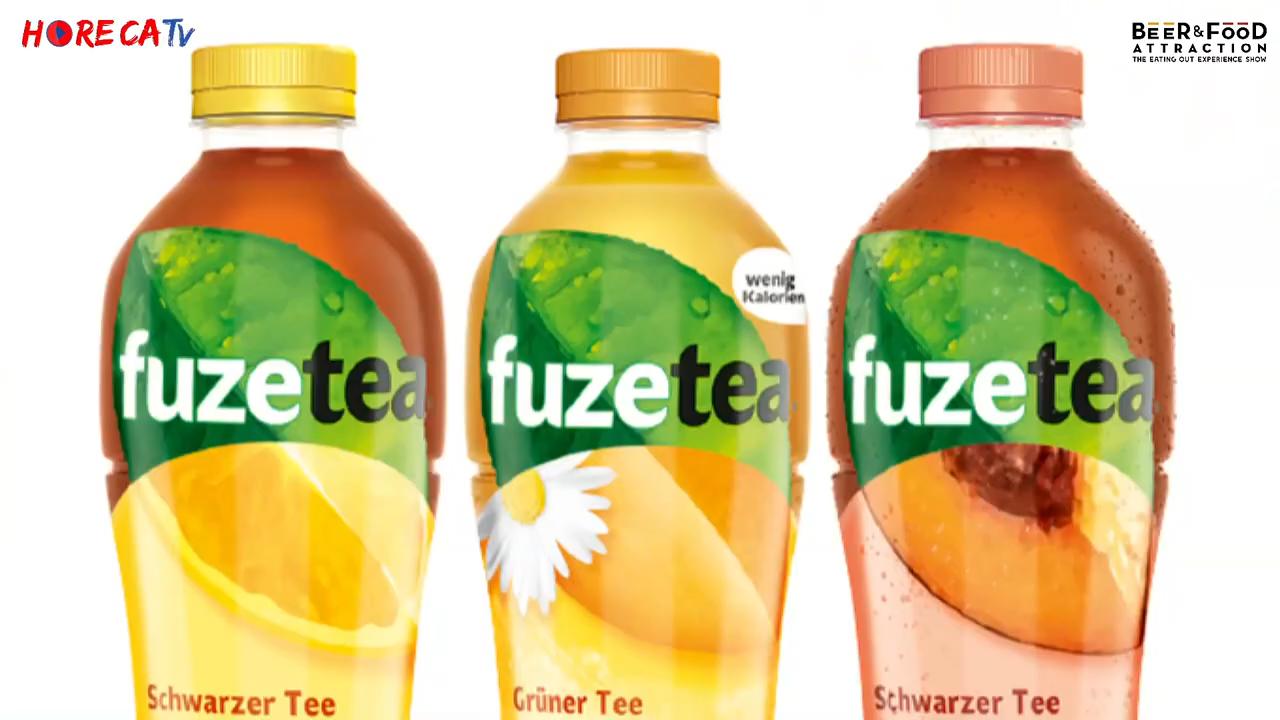 HORECATV
BEER&FOOD
ATTRACTION
THE EATING OUT EXPERIENCE SHOW
wenig
Kalorien
fuzetea
fuzetea
fuzetea
Schwarzer Tee
Grüner Tee
Schwarzer Tee